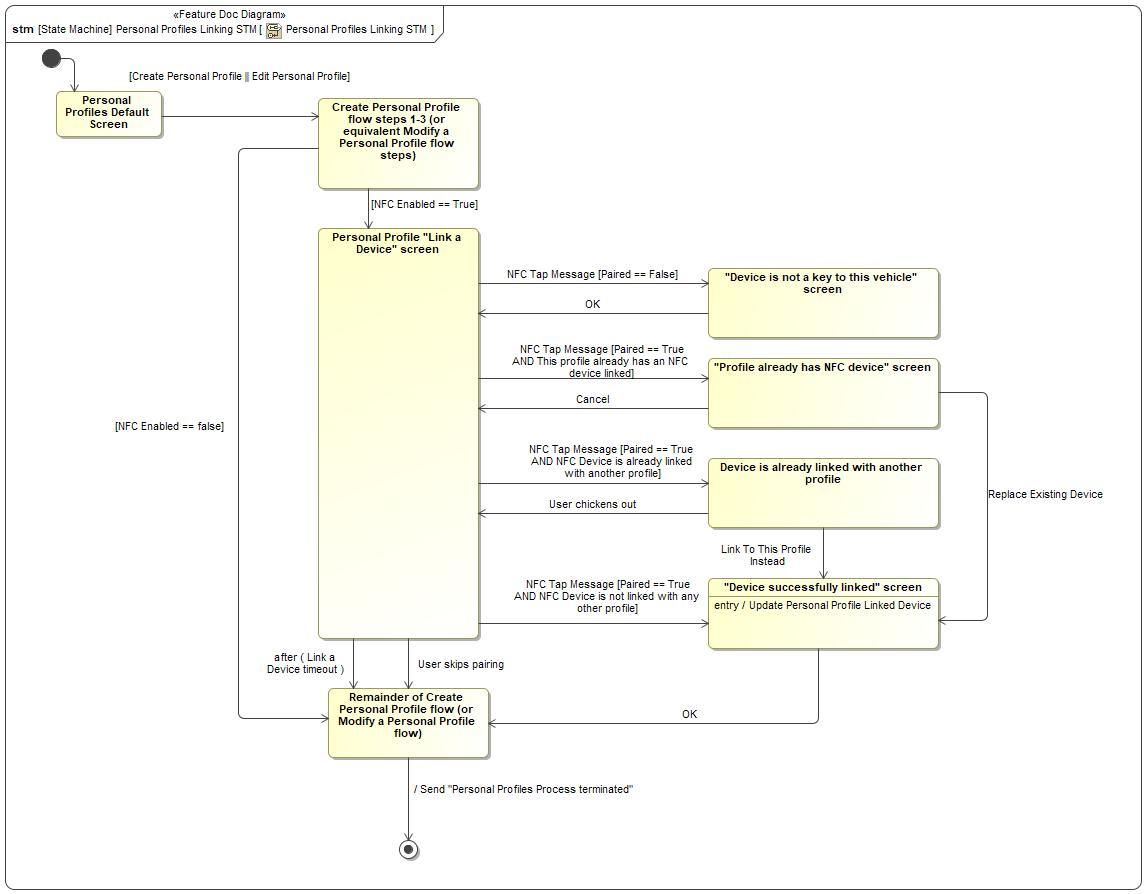 «Feature Doc Diagram»
stm [State Machine] Personal Profiles Linking STM [ Personal Profiles Linking STM ]
[Create Personal Profile || Edit Personal Profile]
Personal
Profiles Default
Screen
Create Personal Profile
flow steps 1-3 (or
equivalent Modify a
Personal Profile flow
steps)
[NFC Enabled == True]
Personal Profile "Link a
Device" screen
NFC Tap Message [Paired == False]
"Device is not a key to this vehicle"
screen
OK
NFC Tap Message [Paired == True
AND This profile already has an NFC
device linked]
"Profile already has NFC device" screen
Cancel
[NFC Enabled == false]
NFC Tap Message [Paired == True
AND NFC Device is already linked
with another profile]
Device is already linked with another
profile
Replace Existing Device
User chickens out
Link To This Profile
Instead
NFC Tap Message [Paired == True
AND NFC Device is not linked with any
other profile]
"Device successfully linked" screen
entry / Update Personal Profile Linked Device
after ( Link a
Device timeout )
User skips pairing
Remainder of Create
Personal Profile flow (or
Modify a Personal Profile
flow)
OK
/ Send "Personal Profiles Process terminated"